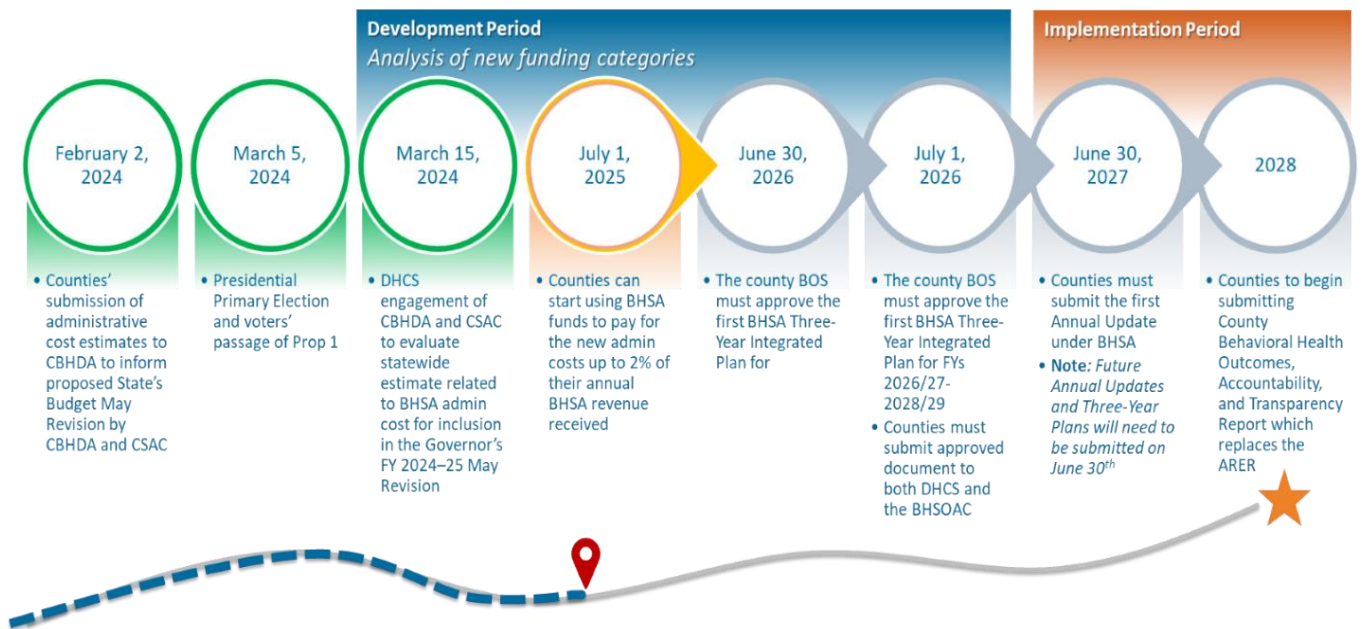 Development Period
Analysis of new funding categories
Implementation Period
February 2,
2024
March 5,
2024
March 15,
2024
July 1,
2025
June 30,
2026
July 1,
2026
June 30,
2027
2028
• Counties'
submission of
administrative
cost estimates to
CBHDA to inform
proposed State's
Budget May
Revision by
CBHDA and CSAC
• Presidential
Primary Election
and voters'
passage of Prop 1
• DHCS
engagement of
CBHDA and CSAC
to evaluate
statewide
estimate related
to BHSA admin
cost for inclusion
in the Governor's
FY 2024–25 May
Revision
• Counties can
start using BHSA
funds to pay for
the new admin
costs up to 2% of
their annual
BHSA revenue
received
• The county BOS
must approve the
first BHSA Three-
Year Integrated
Plan for
• The county BOS
must approve the
first BHSA Three-
Year Integrated
Plan for FYs
2026/27-
2028/29
• Counties must
submit approved
document to
both DHCS and
the BHSOAC
• Counties must
submit the first
Annual Update
under BHSA
• Note: Future
Annual Updates
and Three-Year
Plans will need to
be submitted on
June 30th
• Counties to begin
submitting
County
Behavioral Health
Outcomes,
Accountability,
and Transparency
Report which
replaces the
ARER